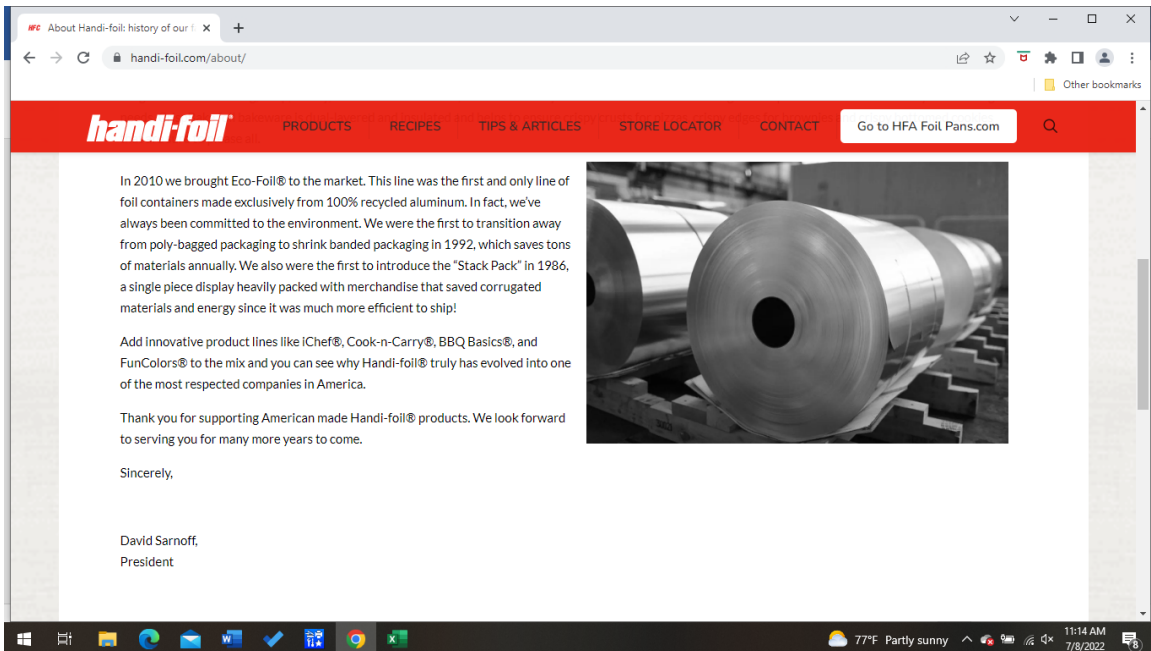 HFC About Handi-foil: history of our f
handi-foil.com/about/
Other bookmarks
handi-foil® PRODUCTS RECIPES TIPS & ARTICLES STORE LOCATOR CONTACT Go to HFA Foil Pans.com
In 2010 we brought Eco-Foil® to the market. This line was the first and only line of
foil containers made exclusively from 100% recycled aluminum. In fact, we've
always been committed to the environment. We were the first to transition away
from poly-bagged packaging to shrink banded packaging in 1992, which saves tons
of materials annually. We also were the first to introduce the “Stack Pack” in 1986,
a single piece display heavily packed with merchandise that saved corrugated
materials and energy since it was much more efficient to ship!
Add innovative product lines like iChef®, Cook-n-Carry®, BBQ Basics®, and
FunColors® to the mix and you can see why Handi-foil® truly has evolved into one
of the most respected companies in America.
Thank you for supporting American made Handi-foil® products. We look forward
to serving you for many more years to come.
Sincerely,
David Sarnoff,
President
77°F Partly sunny
11:14 AM
7/8/2022
8